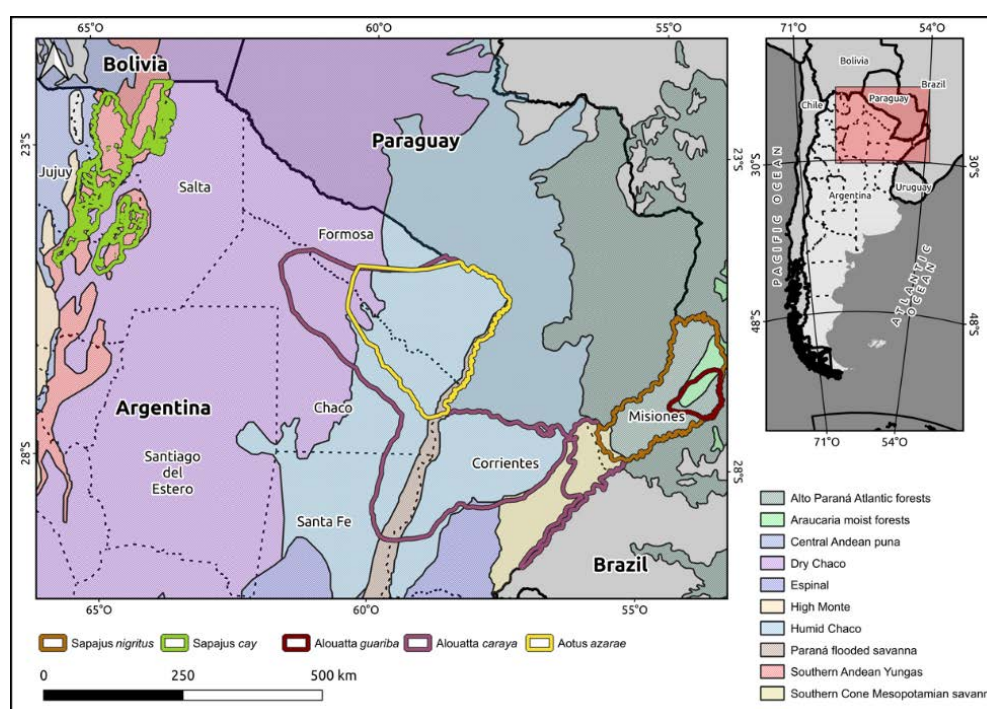 65°O
60°O
55°O
Bolivia
Paraguay
23°S
23°S
Jujuy
Salta
Formosa
Argentina
Chaco
Misiones
28°S
Santiago
del
Estero
Corrientes
28°S
Santa Fe
Brazil
65°O
60°O
55°O
Sapajus nigritus
Sapajus cay
Alouatta guariba
Alouatta caraya
Aotus azarae
0
250
500 km
71°O
54°O
Bolivia
Brazil
Paraguay
Chile
30°S
30°S
Uruguay
Argentina
PACIFIC OCEAN
ATLANTIC
OCEAN
48°S
48°S
71°O
54°O
Alto Paraná Atlantic forests
Araucaria moist forests
Central Andean puna
Dry Chaco
Espinal
High Monte
Humid Chaco
Paraná flooded savanna
Southern Andean Yungas
Southern Cone Mesopotamian savann